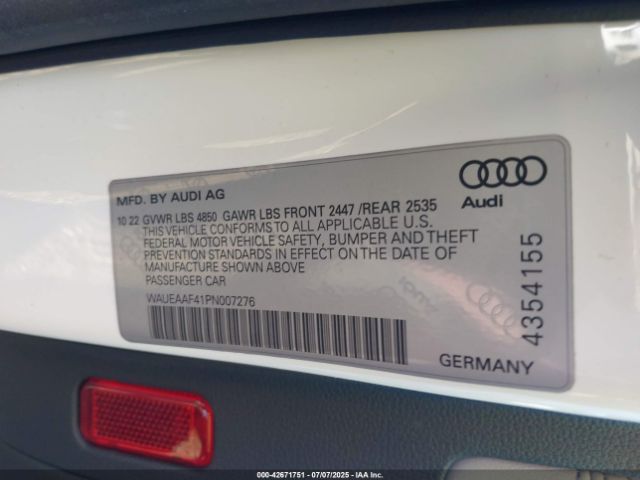 MFD. BY AUDI AG
10 22 GVWR LBS 4850 GAWR LBS FRONT 2447 /REAR 2535
THIS VEHICLE CONFORMS TO ALL APPLICABLE U.S.
FEDERAL MOTOR VEHICLE SAFETY, BUMPER AND THEFT
PREVENTION STANDARDS IN EFFECT ON THE DATE OF
MANUFACTURE SHOWN ABOVE
PASSENGER CAR
WAUEAAF41PN007276
Audi
4354155
GERMANY
000-42671751 - 07/07/2025 - IAAI, Inc.